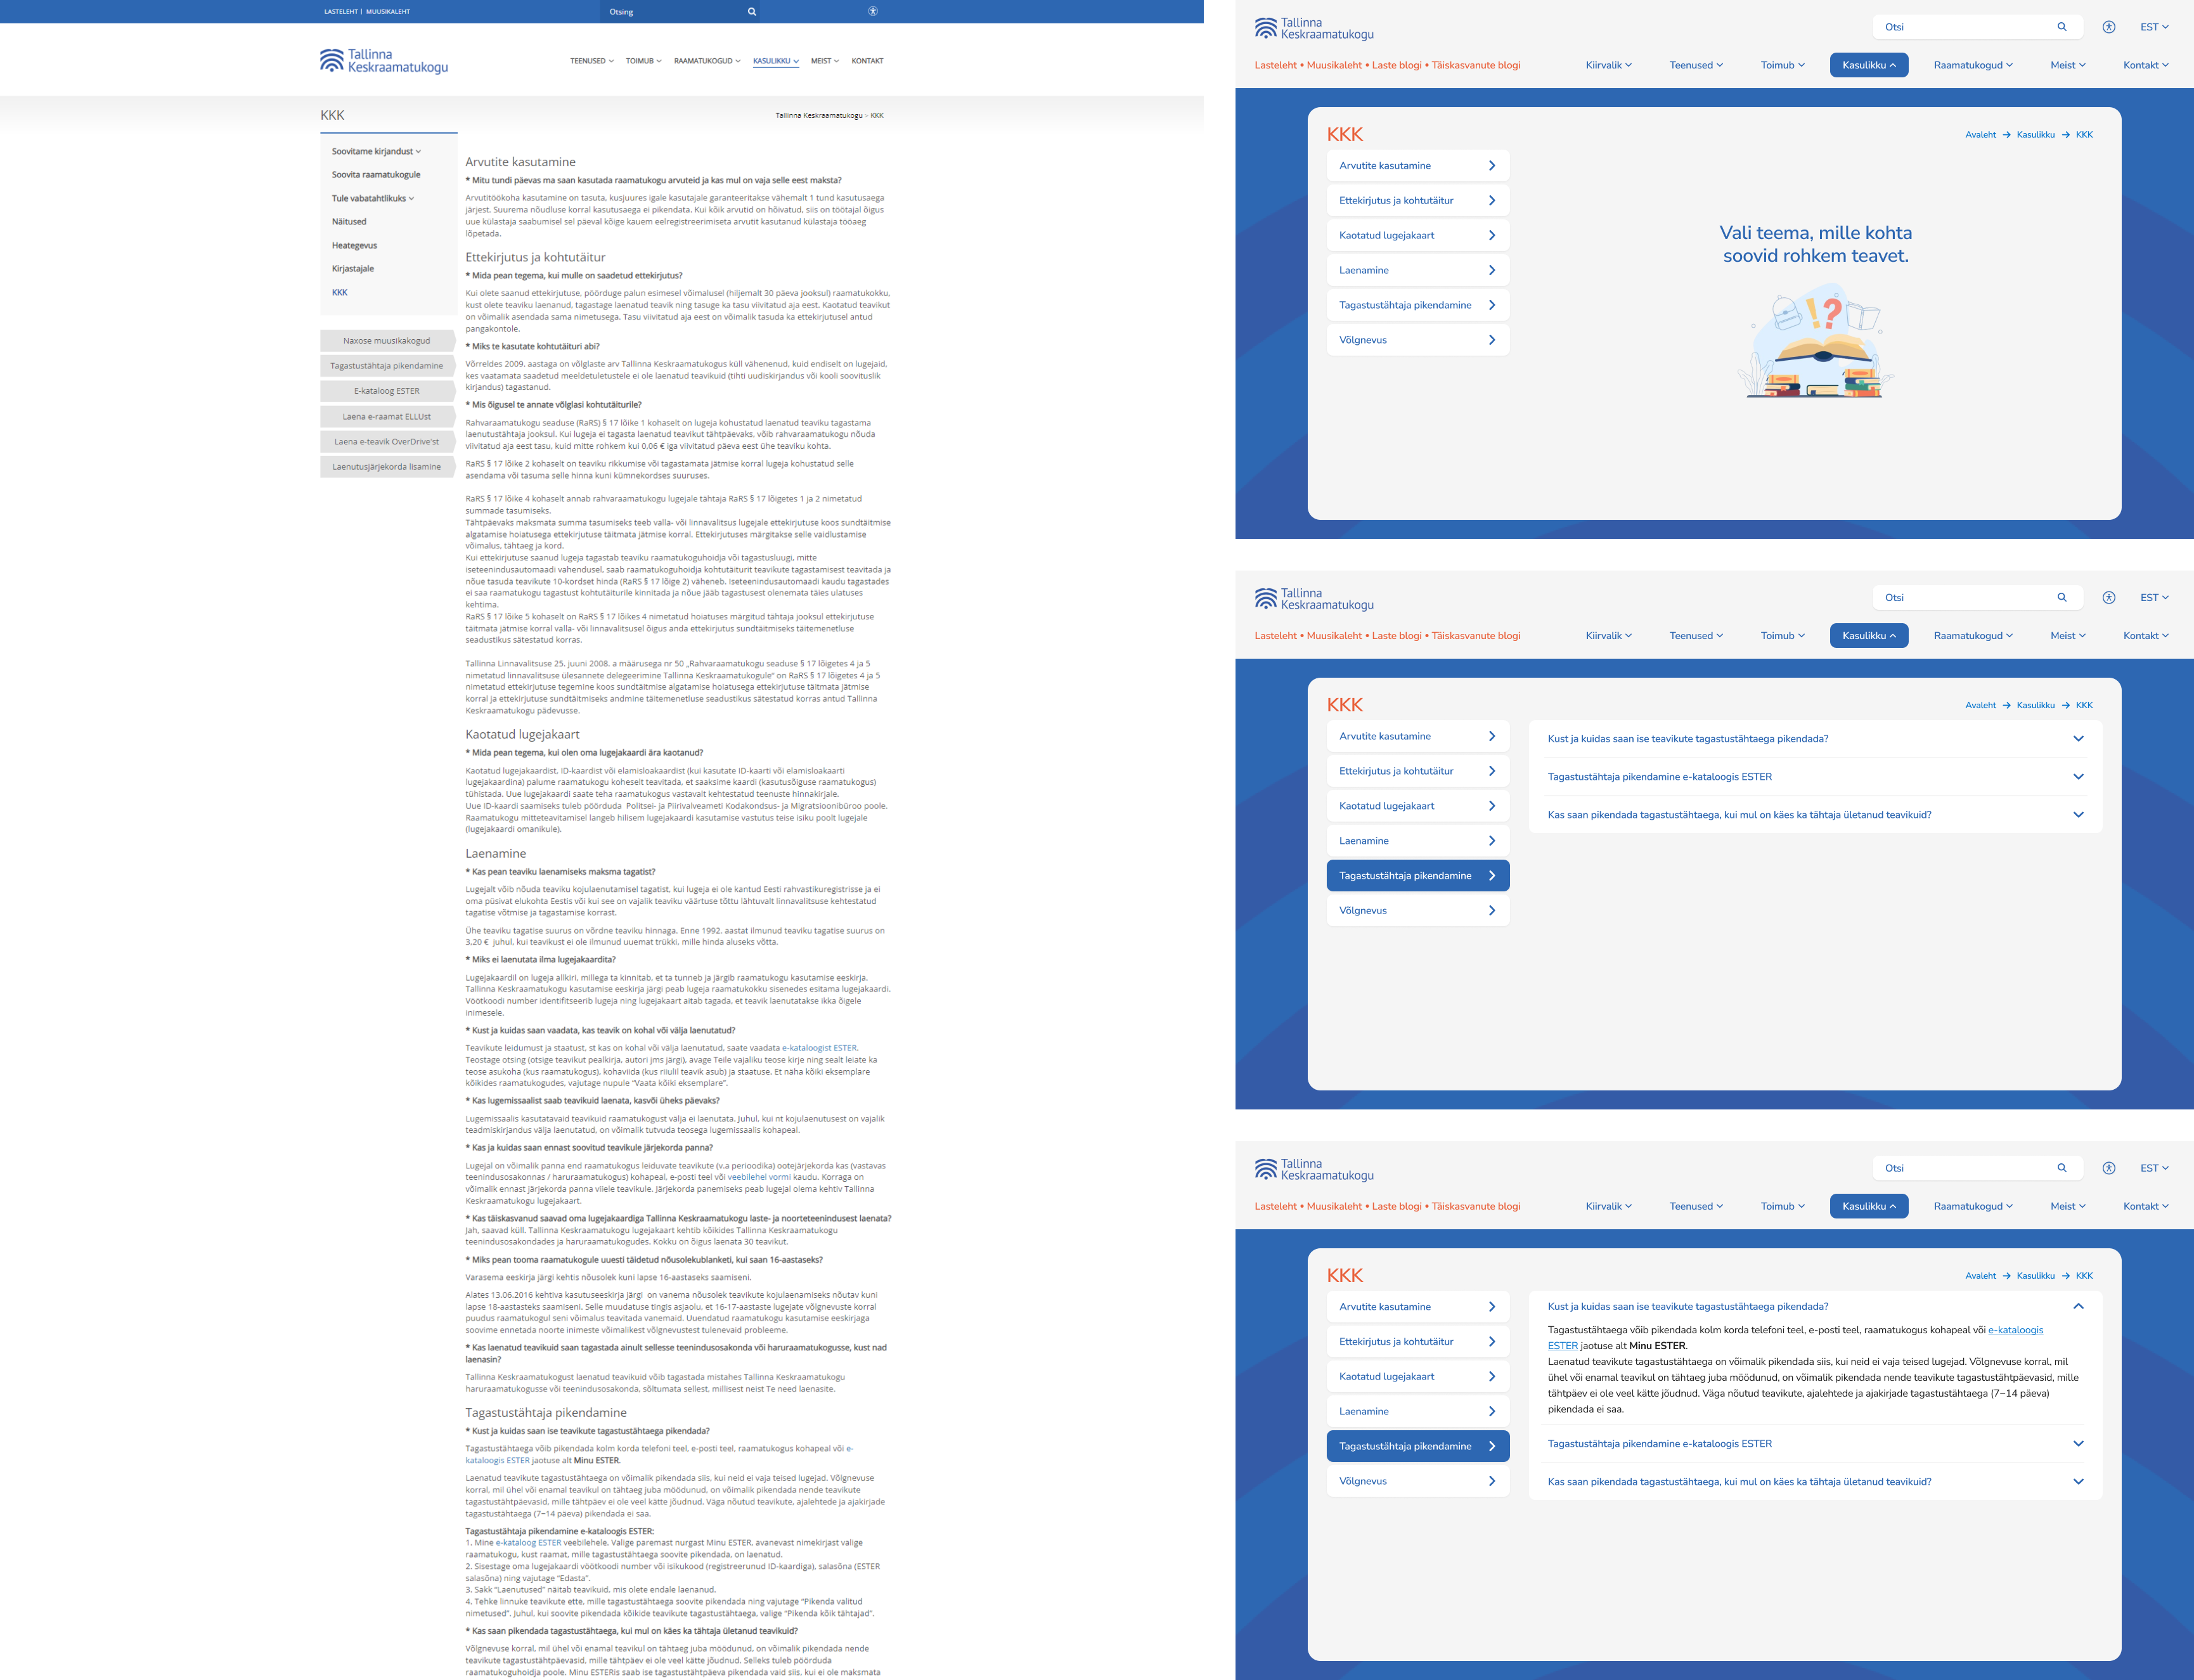 LASTELEHT | MUUSIKALEHT
Otsing
Tallinna
Keskraamatukogu
TEENUSED
TOIMUB
RAAMATUKOGUD
KASULIKKU
MEIST
KONTAKT
KKK
Tallinna Keskraamatukogu > KKK
Soovitame kirjandust
Soovita raamatukogule
Tule vabatahtlikuks
Näitused
Heategevus
Kirjastajale
KKK
Naxose muusikakogud
Tagastustähtaja pikendamine
E-kataloog ESTER
Laena e-raamat ELLUst
Laena e-teavik OverDrive'st
Laenutusjärjekorda lisamine
Arvutite kasutamine
* Mitu tundi päevas ma saan kasutada raamatukogu arvuteid ja kas mul on vaja selle eest maksta?
Arvutitöökoha kasutamine on tasuta, kusjuures igale kasutajale garanteeritakse vähemalt 1 tund kasutusaega
järjest. Suurema nõudluse korral kasutusaega ei pikendata. Kui kõik arvutid on hõivatud, siis on töötajal õigus
uue külastaja saabumisel sel päeval kõige kauem eelregistreerimiseta arvutit kasutanud külastaja tööaeg
lõpetada.
Ettekirjutus ja kohtutäitur
* Mida pean tegema, kui mulle on saadetud ettekirjutus?
Kui olete saanud ettekirjutuse, pöörduge palun esimesel võimalusel (hiljemalt 30 päeva jooksul) raamatukokku,
kust olete teaviku laenanud, tagastage laenatud teavik ning tasuge ka tasu viivitatud aja eest. Kaotatud teavikut
on võimalik asendada sama nimetusega. Tasu viivitatud aja eest on võimalik tasuda ka ettekirjutusel antud
pangakontole.
* Miks te kasutate kohtutäituri abi?
Võrreldes 2009. aastaga on võlglaste arv Tallinna Keskraamatukogus küll vähenenud, kuid endiselt on lugejaid,
kes vaatamata saadetud meeldetuletustele ei ole laenatud teavikuid (tihti uudiskirjandus või kooli soovituslik
kirjandus) tagastanud.
* Mis õigusel te annate võlglasi kohtutäiturile?
Rahvaraamatukogu seaduse (RaRS) § 17 lõike 1 kohaselt on lugeja kohustatud laenatud teaviku tagastama
laenutustähtaja jooksul. Kui lugeja ei tagasta laenatud teavikut tähtpäevaks, võib rahvaraamatukogu nõuda
viivitatud aja eest tasu, kuid mitte rohkem kui 0,06 € iga viivitatud päeva eest ühe teaviku kohta.
RaRS § 17 lõike 2 kohaselt on teaviku rikkumise või tagastamata jätmise korral lugeja kohustatud selle
asendama või tasuma selle hinna kuni kümnekordses suuruses.
RaRS § 17 lõike 4 kohaselt annab rahvaraamatukogu lugejale tähtaja RaRS § 17 lõigetes 1 ja 2 nimetatud
summade tasumiseks.
Tähtpäevaks maksmata summa tasumiseks teeb valla- või linnavalitsus lugejale ettekirjutuse koos sundtäitmise
algatamise hoiatusega ettekirjutuse täitmata jätmise korral. Ettekirjutuses märgitakse selle vaidlustamise
võimalus, tähtaeg ja kord.
Kui ettekirjutuse saanud lugeja tagastab teaviku raamatukoguhoidja või tagastusluugi, mitte
iseteenindusautomaadi vahendusel, saab raamatukoguhoidja kohtutäiturit teavikute tagastamisest teavitada ja
nõue tasuda teavikute 10-kordset hinda (RaRS § 17 lõige 2) väheneb. Iseteenindusautomaadi kaudu tagastades
ei saa raamatukogu tagastust kohtutäiturile kinnitada ja nõue jääb tagastusest olenemata täies ulatuses
kehtima.
RaRS § 17 lõike 5 kohaselt on RaRS § 17 lõikes 4 nimetatud hoiatuses märgitud tähtaja jooksul ettekirjutuse
täitmata jätmise korral valla- või linnavalitsusel õigus anda ettekirjutus sundtäitmiseks täitemenetluse
seadustikus sätestatud korras.
Tallinna Linnavalitsuse 25. juuni 2008. a määrusega nr 50 „Rahvaraamatukogu seaduse § 17 lõigetes 4 ja 5
nimetatud linnavalitsuse ülesannete delegeerimine Tallinna Keskraamatukogule“ on RaRS § 17 lõigetes 4 ja 5
nimetatud ettekirjutuse tegemine koos sundtäitmise algatamise hoiatusega ettekirjutuse täitmata jätmise
korral ja ettekirjutuse sundtäitmiseks andmine täitemenetluse seadustikus sätestatud korras antud Tallinna
Keskraamatukogu pädevusse.
Kaotatud lugejakaart
* Mida pean tegema, kui olen oma lugejakaardi ära kaotanud?
Kaotatud lugejakaardist, ID-kaardist või elamisloakaardist (kui kasutate ID-kaarti või elamisloakaarti
lugejakaardina) palume raamatukogu koheselt teavitada, et saaksime kaardi (kasutusõiguse raamatukogus)
tühistada. Uue lugejakaardi saate teha raamatukogus vastavalt kehtestatud teenuste hinnakirjale.
Uue ID-kaardi saamiseks tuleb pöörduda Politsei- ja Piirivalveameti Kodakondsus- ja Migratsioonibüroo poole.
Raamatukogu mitteteavitamisel langeb hilisem lugejakaardi kasutamise vastutus teise isiku poolt lugejale
(lugejakaardi omanikule).
Laenamine
* Kas pean teaviku laenamiseks maksma tagatist?
Lugejalt võib nõuda teaviku kojulaenutamisel tagatist, kui lugeja ei ole kantud Eesti rahvastikuregistrisse ja ei
oma püsivat elukohta Eestis või kui see on vajalik teaviku väärtuse tõttu lähtuvalt linnavalitsuse kehtestatud
tagatise võtmise ja tagastamise korrast.
Ühe teaviku tagatise suurus on võrdne teaviku hinnaga. Enne 1992. aastat ilmunud teaviku tagatise suurus on
3,20 € juhul, kui teavikust ei ole ilmunud uuemat trükki, mille hinda aluseks võtta.
* Miks ei laenutata ilma lugejakaardita?
Lugejakaardil on lugeja allkiri, millega ta kinnitab, et ta tunneb ja järgib raamatukogu kasutamise eeskirja.
Tallinna Keskraamatukogu kasutamise eeskirja järgi peab lugeja raamatukokku sisenedes esitama lugejakaardi.
Vöötkoodi number identifitseerib lugeja ning lugejakaart aitab tagada, et teavik laenutatakse ikka õigele
inimesele.
* Kust ja kuidas saan vaadata, kas teavik on kohal või välja laenutatud?
Teavikute leidumust ja staatust, st kas on kohal või välja laenutatud, saate vaadata e-kataloogist ESTER.
Teostage otsing (otsige teavikut pealkirja, autori jms järgi), avage Teile vajaliku teose kirje ning sealt leiate ka
teose asukoha (kus raamatukogus), kohaviida (kus riiulil teavik asub) ja staatuse. Et näha kõiki eksemplare
kõikides raamatukogudes, vajutage nupule “Vaata kõiki eksemplare”.
* Kas lugemissaalist saab teavikuid laenata, kasvõi üheks päevaks?
Lugemissaalis kasutatavaid teavikuid raamatukogust välja ei laenutata. Juhul, kui nt kojulaenutusest on vajalik
teadmiskirjandus välja laenutatud, on võimalik tutvuda teosega lugemissaalis kohapeal.
* Kas ja kuidas saan ennast soovitud teavikule järjekorda panna?
Lugejal on võimalik panna end raamatukogus leiduvate teavikute (v.a perioodika) ootejärjekorda kas (vastavas
teenindusosakonnas / haruraamatukogus) kohapeal, e-posti teel või veebilehel vormi kaudu. Korraga on
võimalik ennast järjekorda panna viiele teavikule. Järjekorda panemiseks peab lugejal olema kehtiv Tallinna
Keskraamatukogu lugejakaart.
* Kas täiskasvanud saavad oma lugejakaardiga Tallinna Keskraamatukogu laste- ja noorteteenindusest laenata?
Jah, saavad küll. Tallinna Keskraamatukogu lugejakaart kehtib kõikides Tallinna Keskraamatukogu
teenindusosakondades ja haruraamatukogudes. Kokku on õigus laenata 30 teavikut.
* Miks pean tooma raamatukogule uuesti täidetud nõusolekublanketi, kui saan 16-aastaseks?
Varasema eeskirja järgi kehtis nõusolek kuni lapse 16-aastaseks saamiseni.
Alates 13.06.2016 kehtiva kasutuseeskirja järgi on vanema nõusolek teavikute kojulaenamiseks nõutav kuni
lapse 18-aastasteks saamiseni. Selle muudatuse tingis asjaolu, et 16-17-aastaste lugejate võlgnevuste korral
puudus raamatukogul seni võimalus teavitada vanemaid. Uuendatud raamatukogu kasutamise eeskirjaga
soovime ennetada noorte inimeste võimalikest võlgnevustest tulenevaid probleeme.
* Kas laenatud teavikuid saan tagastada ainult sellesse teenindusosakonda või haruraamatukogusse, kust nad
laenasin?
Tallinna Keskraamatukogust laenatud teavikuid võib tagastada mistahes Tallinna Keskraamatukogu
haruraamatukogusse või teenindusosakonda, sõltumata sellest, millisest neist Te need laenasite.
Tagastustähtaja pikendamine
* Kust ja kuidas saan ise teavikute tagastustähtaega pikendada?
Tagastustähtaega võib pikendada kolm korda telefoni teel, e-posti teel, raamatukogus kohapeal või e-
kataloogis ESTER jaotuse alt Minu ESTER.
Laenatud teavikute tagastustähtaega on võimalik pikendada siis, kui neid ei vaja teised lugejad. Võlgnevuse
korral, mil ühel või enamal teavikul on tähtaeg juba möödunud, on võimalik pikendada nende teavikute
tagastustähtpäevasid, mille tähtpäev ei ole veel kätte jõudnud. Väga nõutud teavikute, ajalehtede ja ajakirjade
tagastustähtaega (7–14 päeva) pikendada ei saa.
Tagastustähtaja pikendamine e-kataloogis ESTER:
1. Mine e-kataloog ESTER veebilehele. Valige paremast nurgast Minu ESTER, avanevast nimekirjast valige
raamatukogu, kust raamat, mille tagastustähtaega soovite pikendada, on laenatud.
2. Sisestage oma lugejakaardi vöötkoodi number või isikukood (registreerunud ID-kaardiga), salasõna (ESTER
salasõna) ning vajutage “Edasta”.
3. Sakk “Laenutused” näitab teavikuid, mis olete endale laenanud.
4. Tehke linnuke teavikute ette, mille tagastustähtaega soovite pikendada ning vajutage “Pikenda valitud
nimetused”. Juhul, kui soovite pikendada kõikide teavikute tagastustähtaega, valige “Pikenda kõik tähtajad”.
* Kas saan pikendada tagastustähtaega, kui mul on käes ka tähtaja ületanud teavikuid?
Võlgnevuse korral, mil ühel või enamal teavikul on tähtaeg juba möödunud, on võimalik pikendada nende
teavikute tagastustähtpäevasid, mille tähtpäev ei ole veel kätte jõudnud. Selleks tuleb pöörduda
raamatukoguhoidja poole. Minu ESTERis saab ise tagastustähtpäeva pikendada vaid siis, kui ei ole maksmata
Tallinna
Keskraamatukogu
Otsi
EST
Lasteleht • Muusikaleht • Laste blogi • Täiskasvanute blogi
Kiirvalik
Teenused
Toimub
Kasulikku
Raamatukogud
Meist
Kontakt
KKK
Avaleht → Kasulikku → KKK
Arvutite kasutamine
Ettekirjutus ja kohtutäitur
Kaotatud lugejakaart
Laenamine
Tagastustähtaja pikendamine
Võlgnevus
Vali teema, mille kohta
soovid rohkem teavet.
Tallinna
Keskraamatukogu
Otsi
EST
Lasteleht • Muusikaleht • Laste blogi • Täiskasvanute blogi
Kiirvalik
Teenused
Toimub
Kasulikku
Raamatukogud
Meist
Kontakt
KKK
Avaleht → Kasulikku → KKK
Arvutite kasutamine
Ettekirjutus ja kohtutäitur
Kaotatud lugejakaart
Laenamine
Tagastustähtaja pikendamine
Võlgnevus
Kust ja kuidas saan ise teavikute tagastustähtaega pikendada?
Tagastustähtaja pikendamine e-kataloogis ESTER
Kas saan pikendada tagastustähtaega, kui mul on käes ka tähtaja ületanud teavikuid?
Tallinna
Keskraamatukogu
Otsi
EST
Lasteleht • Muusikaleht • Laste blogi • Täiskasvanute blogi
Kiirvalik
Teenused
Toimub
Kasulikku
Raamatukogud
Meist
Kontakt
KKK
Avaleht → Kasulikku → KKK
Arvutite kasutamine
Ettekirjutus ja kohtutäitur
Kaotatud lugejakaart
Laenamine
Tagastustähtaja pikendamine
Võlgnevus
Kust ja kuidas saan ise teavikute tagastustähtaega pikendada?
Tagastustähtaega võib pikendada kolm korda telefoni teel, e-posti teel, raamatukogus kohapeal või e-kataloogis
ESTER jaotuse alt Minu ESTER.
Laenatud teavikute tagastustähtaega on võimalik pikendada siis, kui neid ei vaja teised lugejad. Võlgnevuse korral, mil
ühel või enamal teavikul on tähtaeg juba möödunud, on võimalik pikendada nende teavikute tagastustähtpäevasid, mille
tähtpäev ei ole veel kätte jõudnud. Väga nõutud teavikute, ajalehtede ja ajakirjade tagastustähtaega (7–14 päeva)
pikendada ei saa.
Tagastustähtaja pikendamine e-kataloogis ESTER
Kas saan pikendada tagastustähtaega, kui mul on käes ka tähtaja ületanud teavikuid?